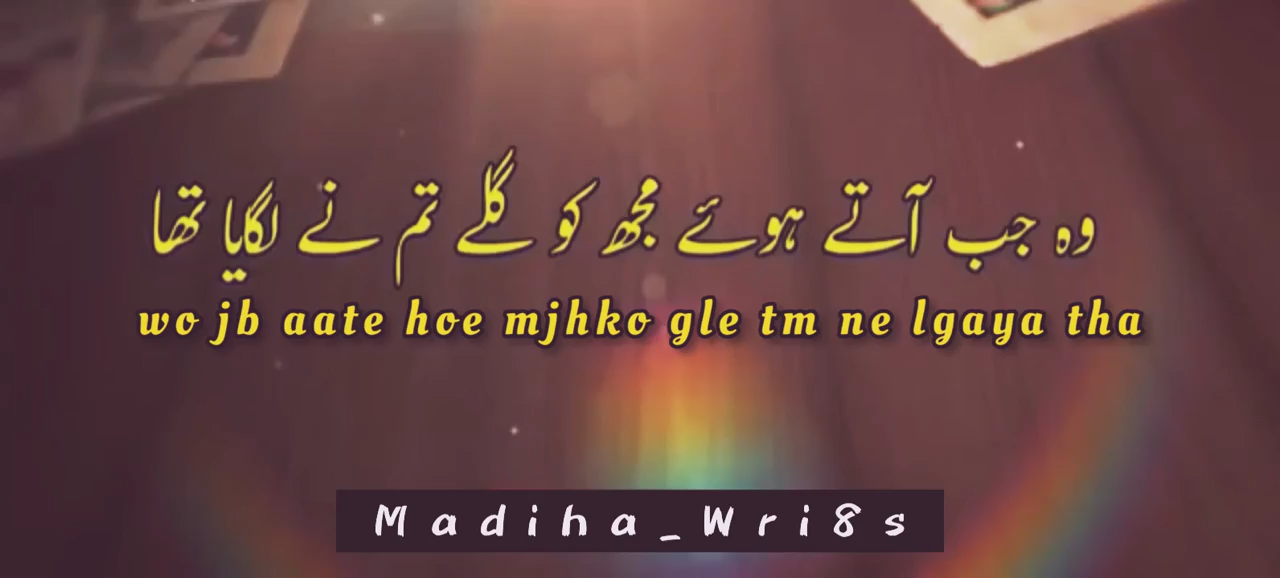 وہ جب آتے ہوئے مجھ کو گلے تم نے لگایا تھا
wo jb aate hoe mjhko gle tm ne lgaya tha
Madiha_Wri8s